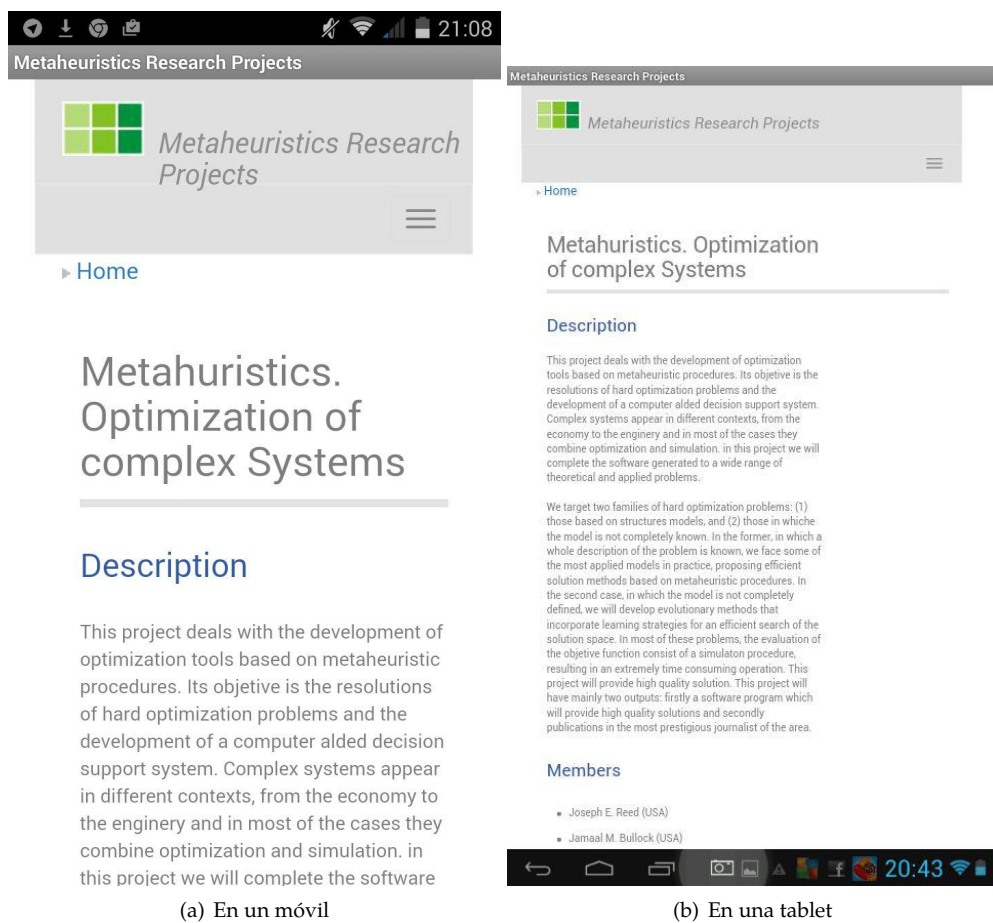 21:08
Metaheuristics Research Projects
Metaheuristics Research
Projects
Home
Metahuristics.
Optimization of
complex Systems
Description
This project deals with the development of
optimization tools based on metaheuristic
procedures. Its objetive is the resolutions
of hard optimization problems and the
development of a computer alded decision
support system. Complex systems appear
in different contexts, from the economy to
the enginery and in most of the cases they
combine optimization and simulation. in
this project we will complete the software
(a) En un móvil
Metaheuristics Research Projects
Metaheuristics Research Projects
Home
Metahuristics. Optimization
of complex Systems
Description
This project deals with the development of optimization
tools based on metaheuristic procedures. Its objetive is the
resolutions of hard optimization problems and the
development of a computer alded decision support system.
Complex systems appear in different contexts, from the
economy to the enginery and in most of the cases they
combine optimization and simulation. in this project we will
complete the software generated to a wide range of
theoretical and applied problems.
We target two families of hard optimization problems: (1)
those based on structures models, and (2) those in whiche
the model is not completely known. In the former, in which a
whole description of the problem is known, we face some of
the most applied models in practice, proposing efficient
solution methods based on metaheuristic procedures. In
the second case, in which the model is not completely
defined, we will develop evolutionary methods that
incorporate learning strategies for an efficient search of the
solution space. In most of these problems, the evaluation of
the objetive function consist of a simulaton procedure,
resulting in an extremely time consuming operation. This
project will provide high quality solution. This project will
have mainly two outputs: firstly a software program which
will provide high quality solutions and secondly
publications in the most prestigious journalist of the area.
Members
Joseph E. Reed (USA)
Jamaal M. Bullock (USA)
20:43
(b) En una tablet